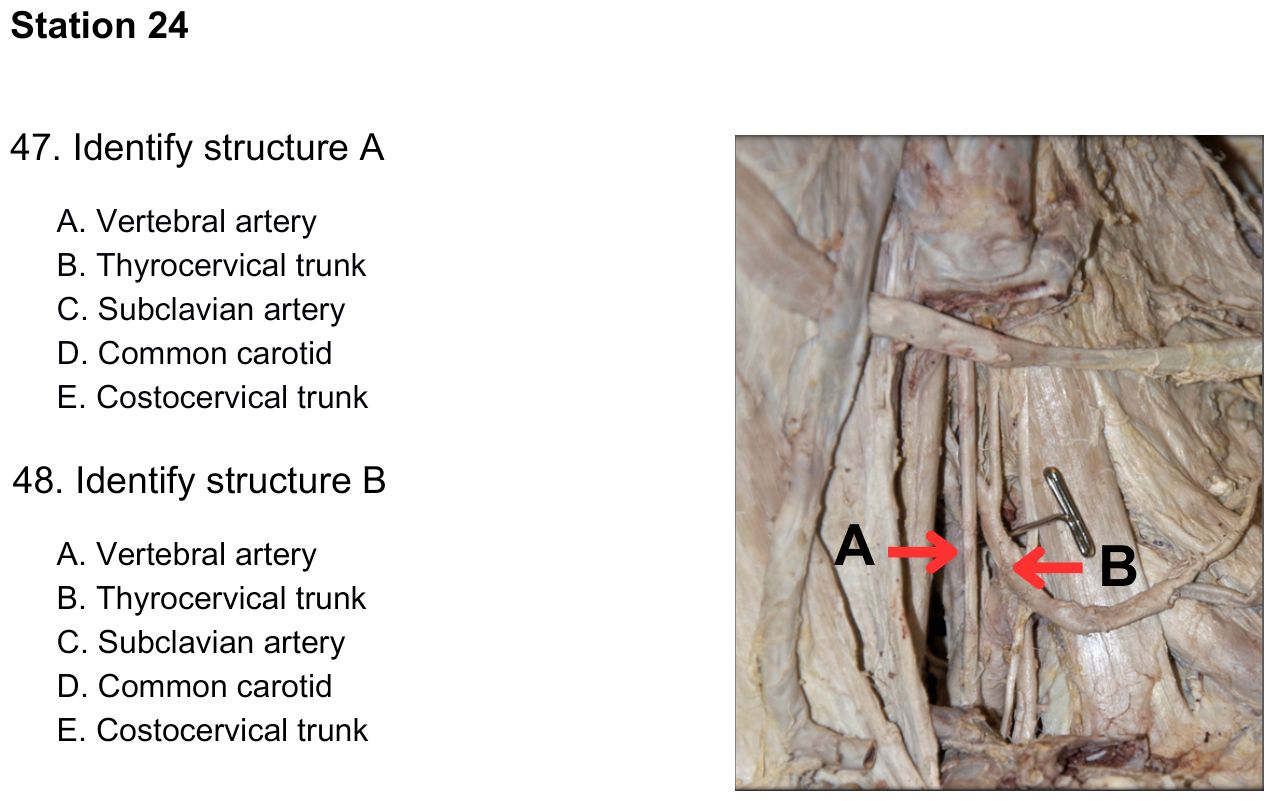 Station 24
47. Identify structure A
A. Vertebral artery
B. Thyrocervical trunk
C. Subclavian artery
D. Common carotid
E. Costocervical trunk
48. Identify structure B
A. Vertebral artery
B. Thyrocervical trunk
C. Subclavian artery
D. Common carotid
E. Costocervical trunk
A
B